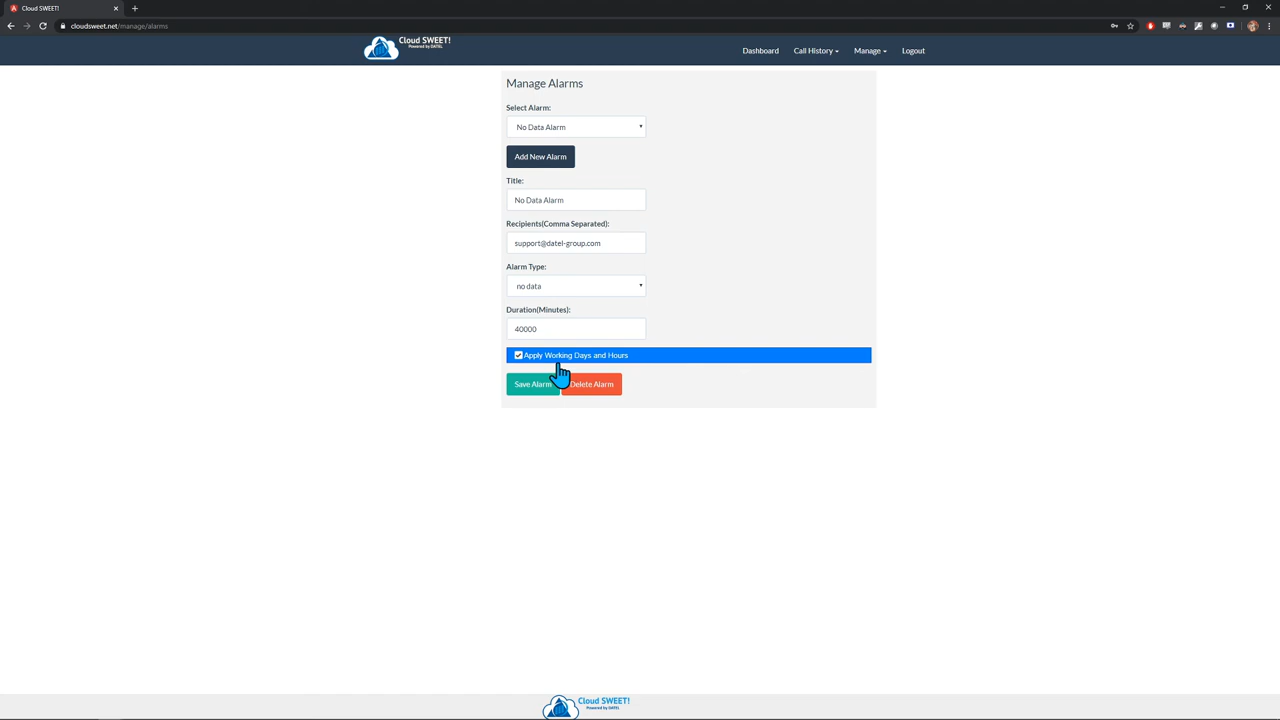 Cloud SWEET!
cloudsweet.net/manage/alarms
Cloud SWEET!
Powered by DATEL
Dashboard
Call History
Manage
Logout
Manage Alarms
Select Alarm:
No Data Alarm
Add New Alarm
Title:
No Data Alarm
Recipients(Comma Separated):
support@datel-group.com
Alarm Type:
no data
Duration(Minutes):
40000
Apply Working Days and Hours
Save Alarm
Delete Alarm
Cloud SWEET!
Powered by DATEL